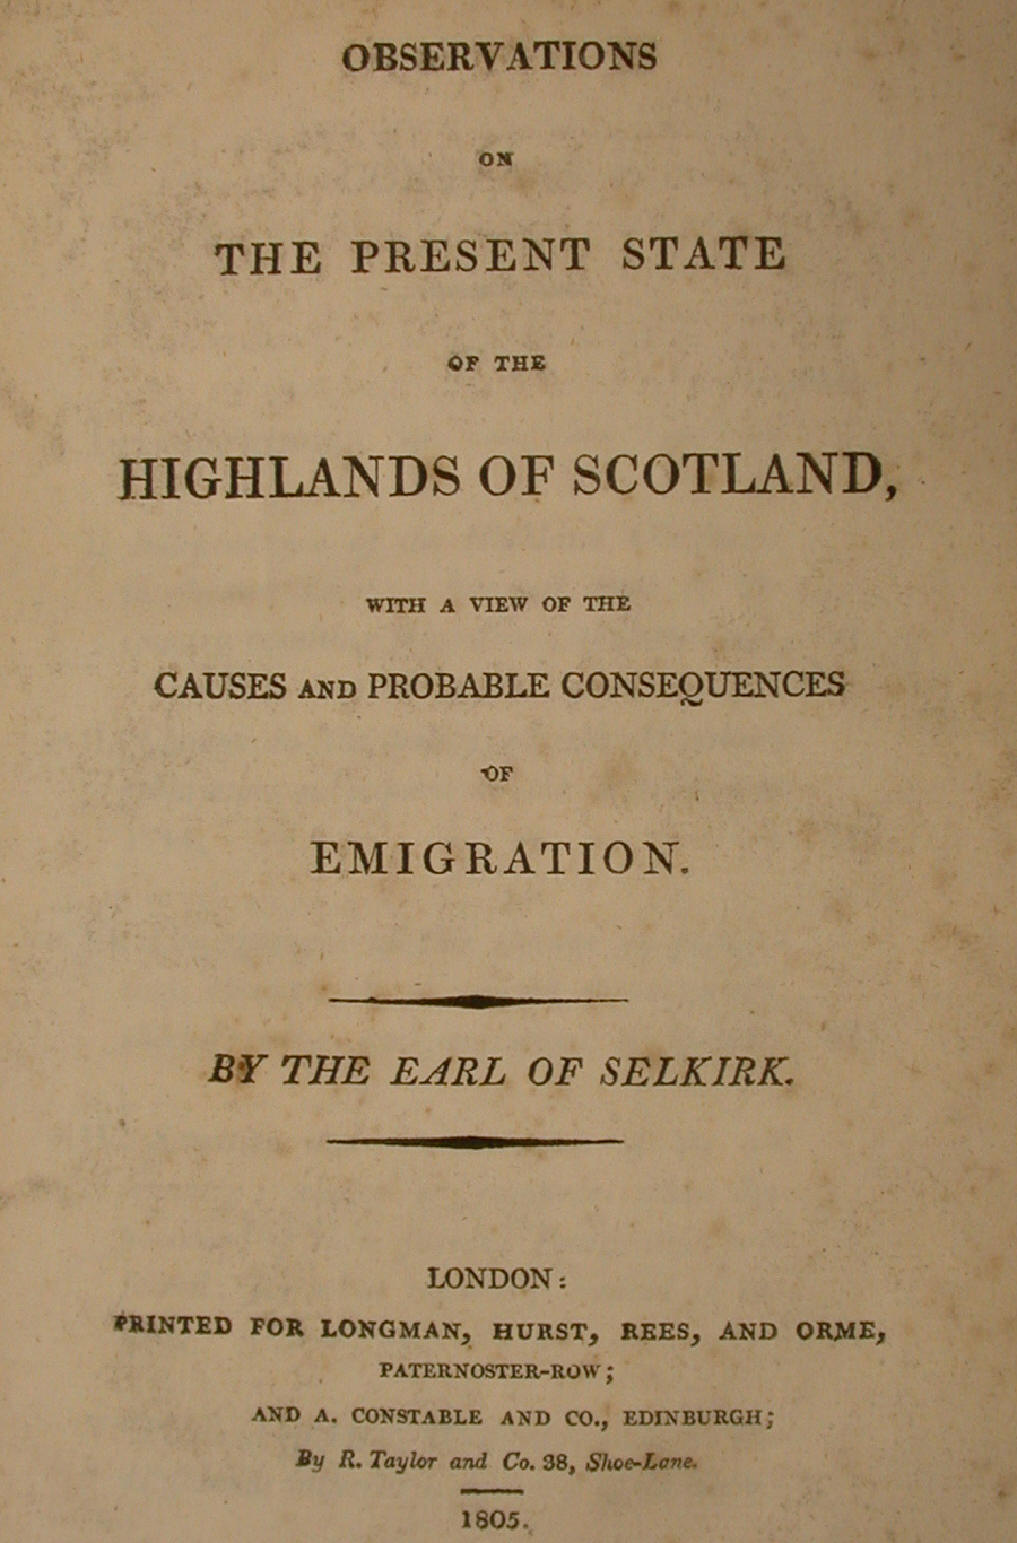 OBSERVATIONS
ON
THE PRESENT STATE
OF THE
HIGHLANDS OF SCOTLAND,
WITH A VIEW OF THE
CAUSES AND PROBABLE CONSEQUENCES
OF
EMIGRATION.
BY THE EARL OF SELKIRK.
LONDON:
PRINTED FOR LONGMAN, HURST, REES, AND ORME,
PATERNOSTER-ROW;
AND A. CONSTABLE AND CO., EDINBURGH;
By R. Taylor and Co. 38, Shoe-Lane.
1805.